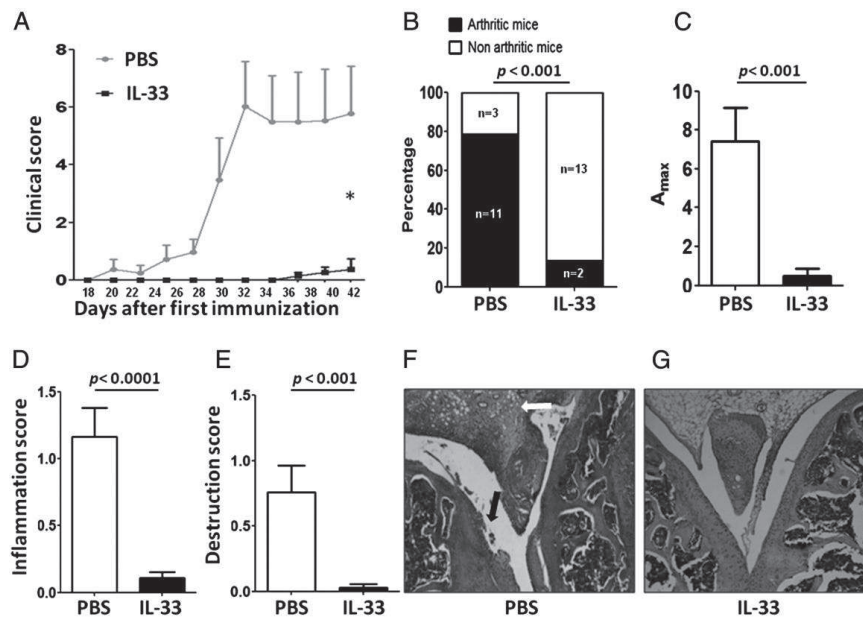 A
PBS
IL-33
8
6
4
2
0
Clinical score
18 20 22 24 26 28 30 32 34 36 38 40 42
Days after first immunization
*
B
Arthritic mice
Non arthritic mice
p< 0.001
100
80
60
40
20
0
Percentage
n=3
n=11
n=13
n=2
PBS IL-33
C
p< 0.001
10
8
6
4
2
0
Amax
PBS IL-33
D
p< 0.0001
1.5
1.0
0.5
0.0
Inflammation score
PBS IL-33
E
p< 0.001
1.5
1.0
0.5
0.0
Destruction score
PBS IL-33
F
PBS
G
IL-33